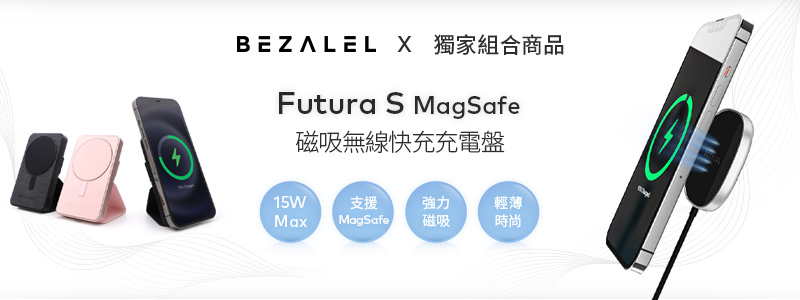 BEZALEL X 獨家組合商品
Futura S MagSafe
磁吸無線快充充電盤
15W
Max
支援
MagSafe
強力
磁吸
輕薄
時尚